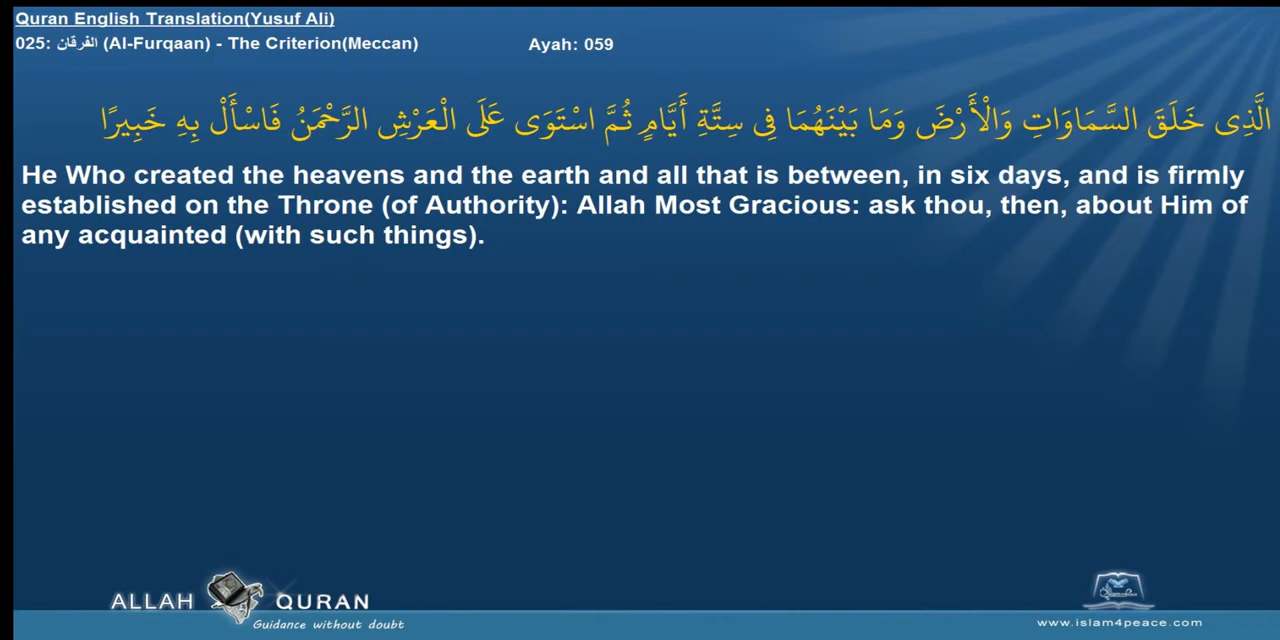 Quran English Translation(Yusuf Ali)
025: الفرقان (Al-Furqaan) - The Criterion(Meccan) Ayah: 059
الَّذِى خَلَقَ السَّمَاوَاتِ وَالْأَرْضَ وَمَا بَيْنَهُمَا فِى سِتَّةِ أَيَّامٍ ثُمَّ اسْتَوَى عَلَى الْعَرْشِ الرَّحْمَنُ فَاسْأَلْ بِهِ خَبِيرًا
He Who created the heavens and the earth and all that is between, in six days, and is firmly
established on the Throne (of Authority): Allah Most Gracious: ask thou, then, about Him of
any acquainted (with such things).
ALLAH QURAN
Guidance without doubt
www.islam4peace.com